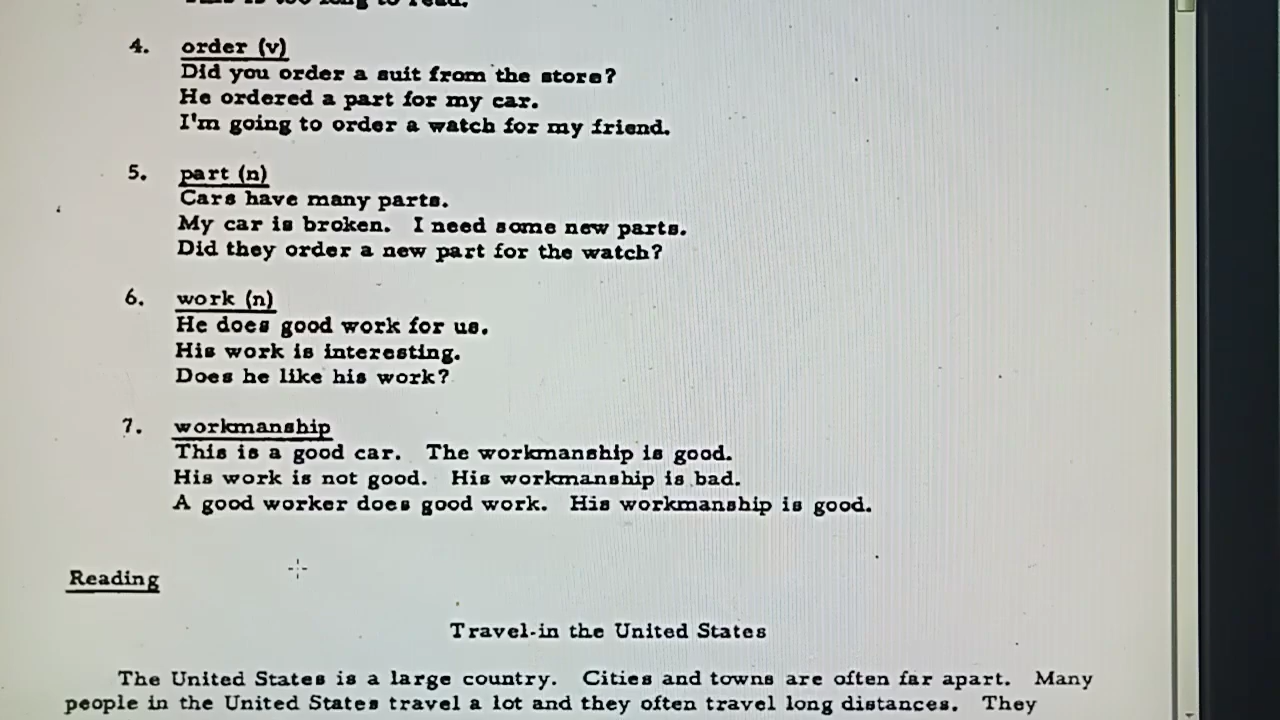 This is too long to read.
4. order (v)
Did you order a suit from the store?
He ordered a part for my car.
I'm going to order a watch for my friend.
5. part (n)
Cars have many parts.
My car is broken. I need some new parts.
Did they order a new part for the watch?
6. work (n)
He does good work for us.
His work is interesting.
Does he like his work?
7. workmanship
This is a good car. The workmanship is good.
His work is not good. His workmanship is bad.
A good worker does good work. His workmanship is good.
Reading
Travel-in the United States
The United States is a large country. Cities and towns are often far apart. Many
people in the United States travel a lot and they often travel long distances. They